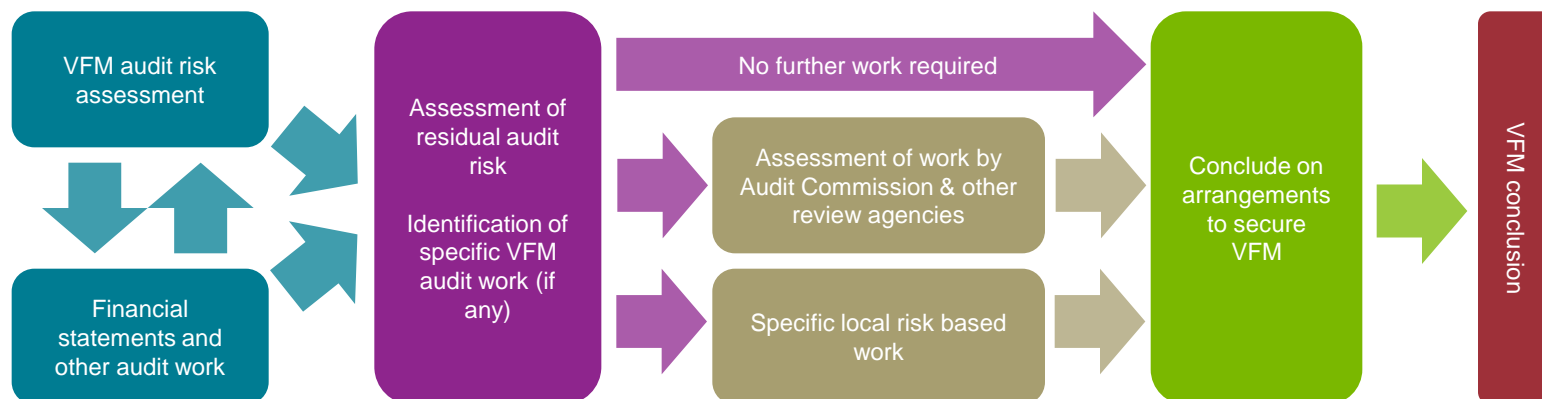 VFM audit risk
assessment
Financial
statements and
other audit work
Assessment of
residual audit
risk
Identification of
specific VFM
audit work (if
any)
No further work required
Assessment of work by
Audit Commission & other
review agencies
Specific local risk based
work
Conclude on
arrangements
to secure
VFM
VFM conclusion